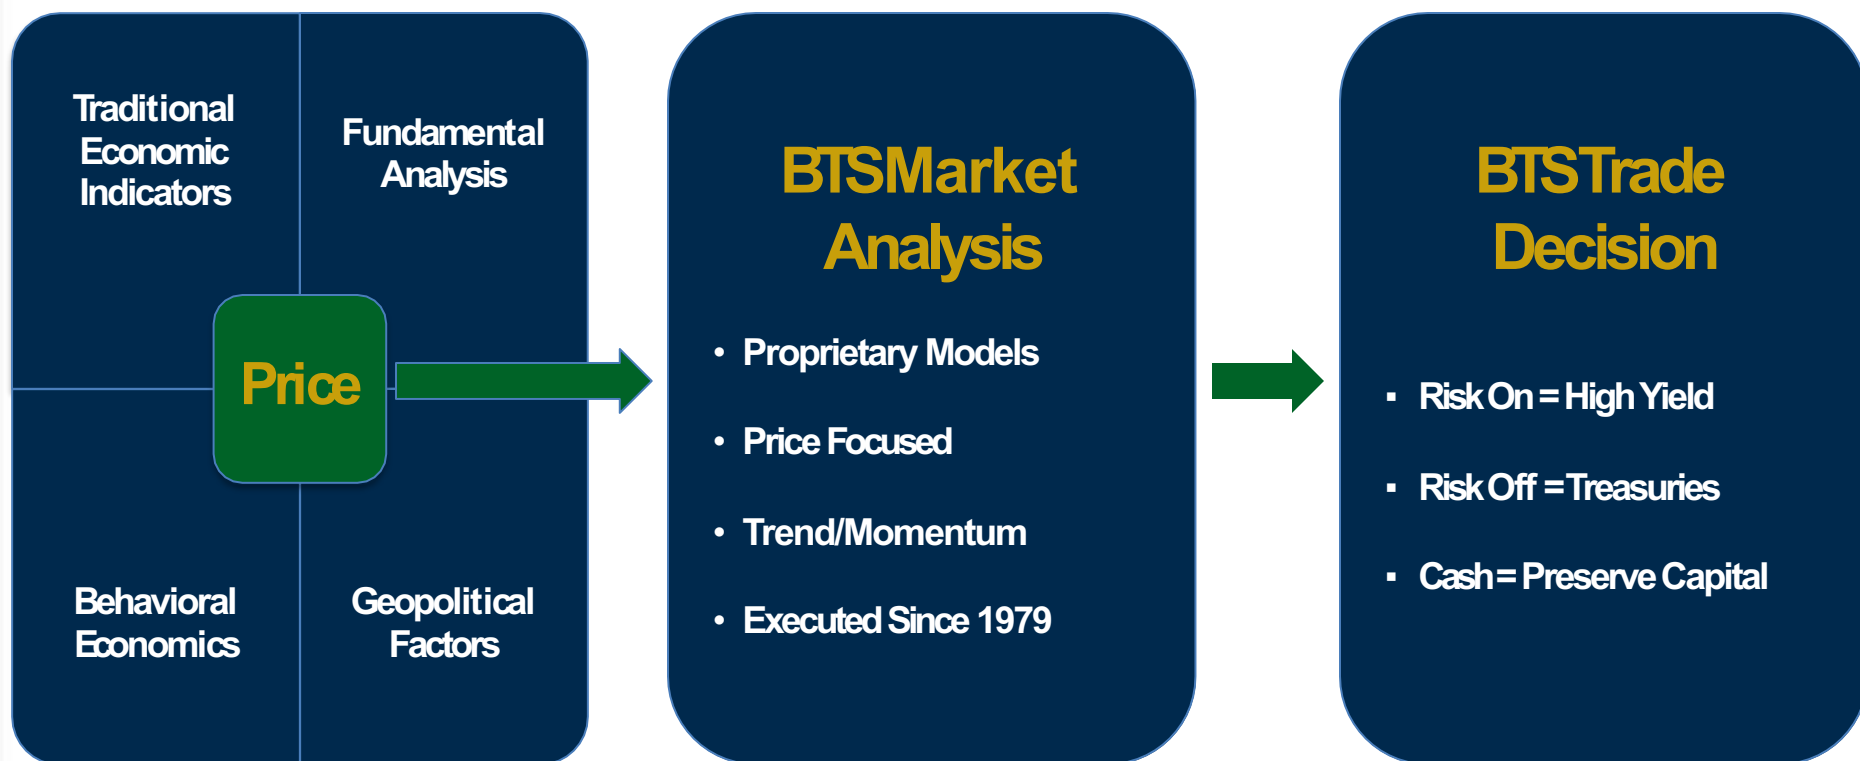 Traditional
Economic
Indicators
Fundamental
Analysis
Price
Behavioral
Economics
Geopolitical
Factors
BTS Market
Analysis
• Proprietary Models
• Price Focused
• Trend/Momentum
• Executed Since 1979
BTS Trade
Decision
▪ Risk On = High Yield
▪ Risk Off = Treasuries
▪ Cash = Preserve Capital